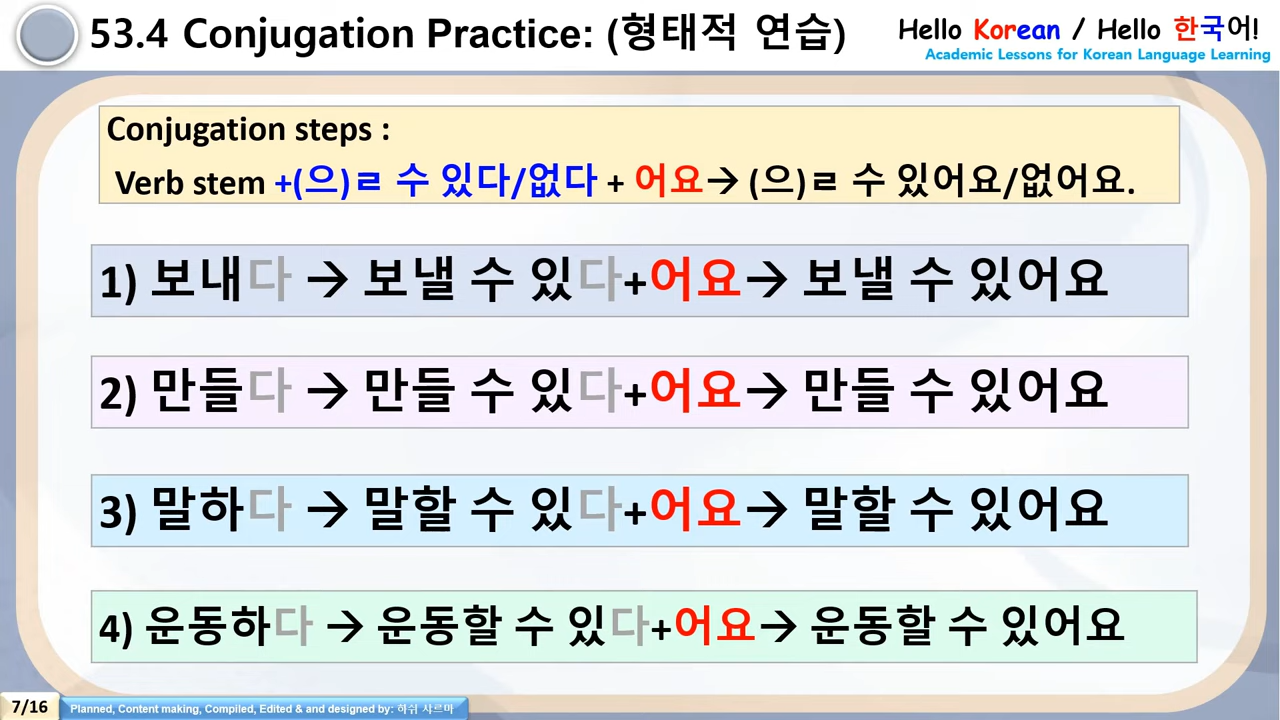 53.4 Conjugation Practice: (형태적 연습)
Hello Korean / Hello 한국어!
Academic Lessons for Korean Language Learning
Conjugation steps :
Verb stem +(으)ㄹ 수 있다/없다 + 어요→ (으)ㄹ 수 있어요/없어요.
1) 보내다 → 보낼 수 있다+어요→ 보낼 수 있어요
2) 만들다 → 만들 수 있다+어요→ 만들 수 있어요
3) 말하다 → 말할 수 있다+어요→ 말할 수 있어요
4) 운동하다 → 운동할 수 있다+어요→ 운동할 수 있어요
7/16
Planned, Content making, Compiled, Edited & and designed by: 하쉬 샤르마